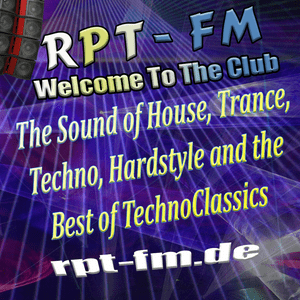 RPT - FM
Welcome To The Club
The Sound of House, Trance,
Techno, Hardstyle and the
Best of TechnoClassics
rpt-fm.de